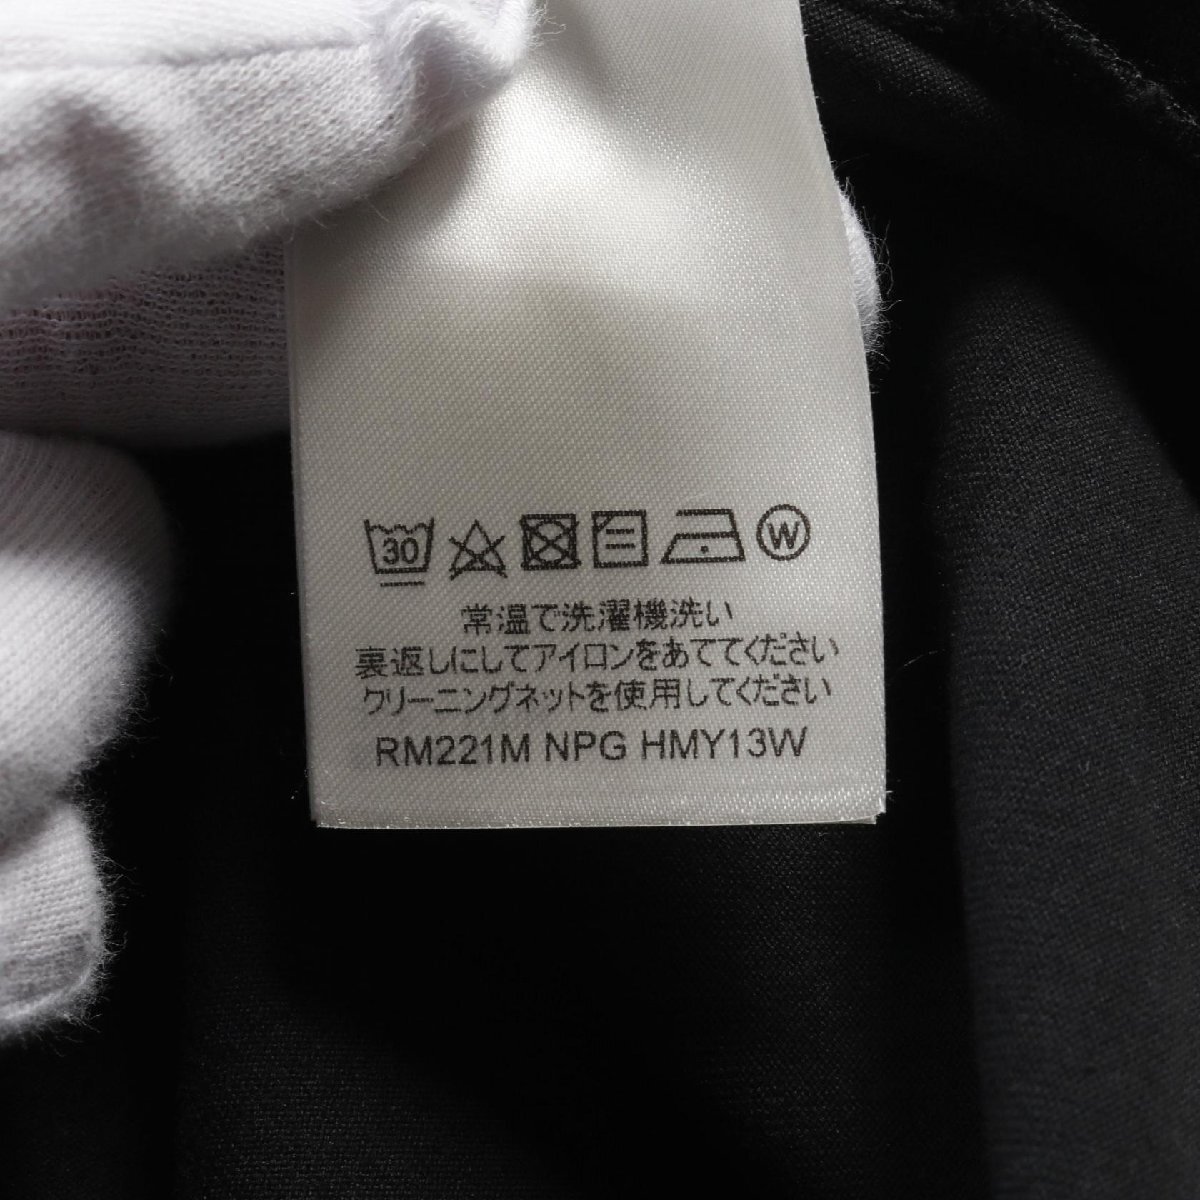 30 W
常温で洗濯機洗い
裏返しにしてアイロンをあててください
クリーニングネットを使用してください
RM221M NPG HMY13W